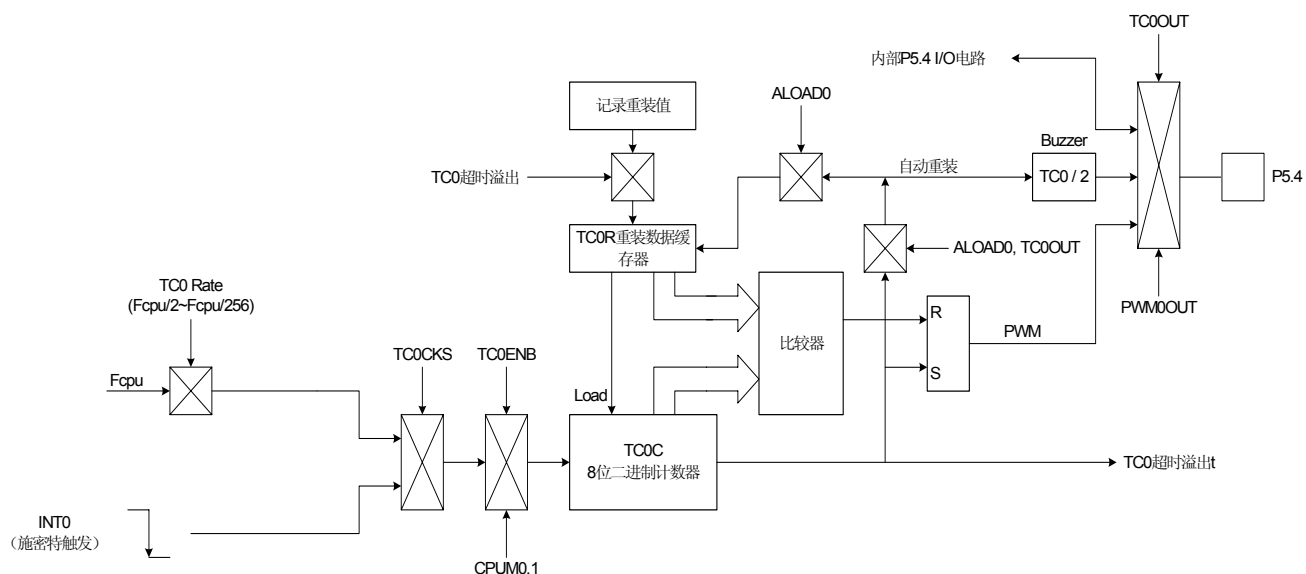 TC0OUT
内部P5.4 I/O电路
记录重装值
ALOAD0
Buzzer
TC0超时溢出
自动重装
TC0 / 2
P5.4
TC0R重装数据缓
存器
ALOAD0, TC0OUT
TC0 Rate
(Fcpu/2~Fcpu/256)
PWM0OUT
R
比较器
PWM
TC0CKS
TC0ENB
S
Fcpu
Load
TC0C
8位二进制计数器
TC0超时溢出t
INT0
（施密特触发）
CPUM0,1